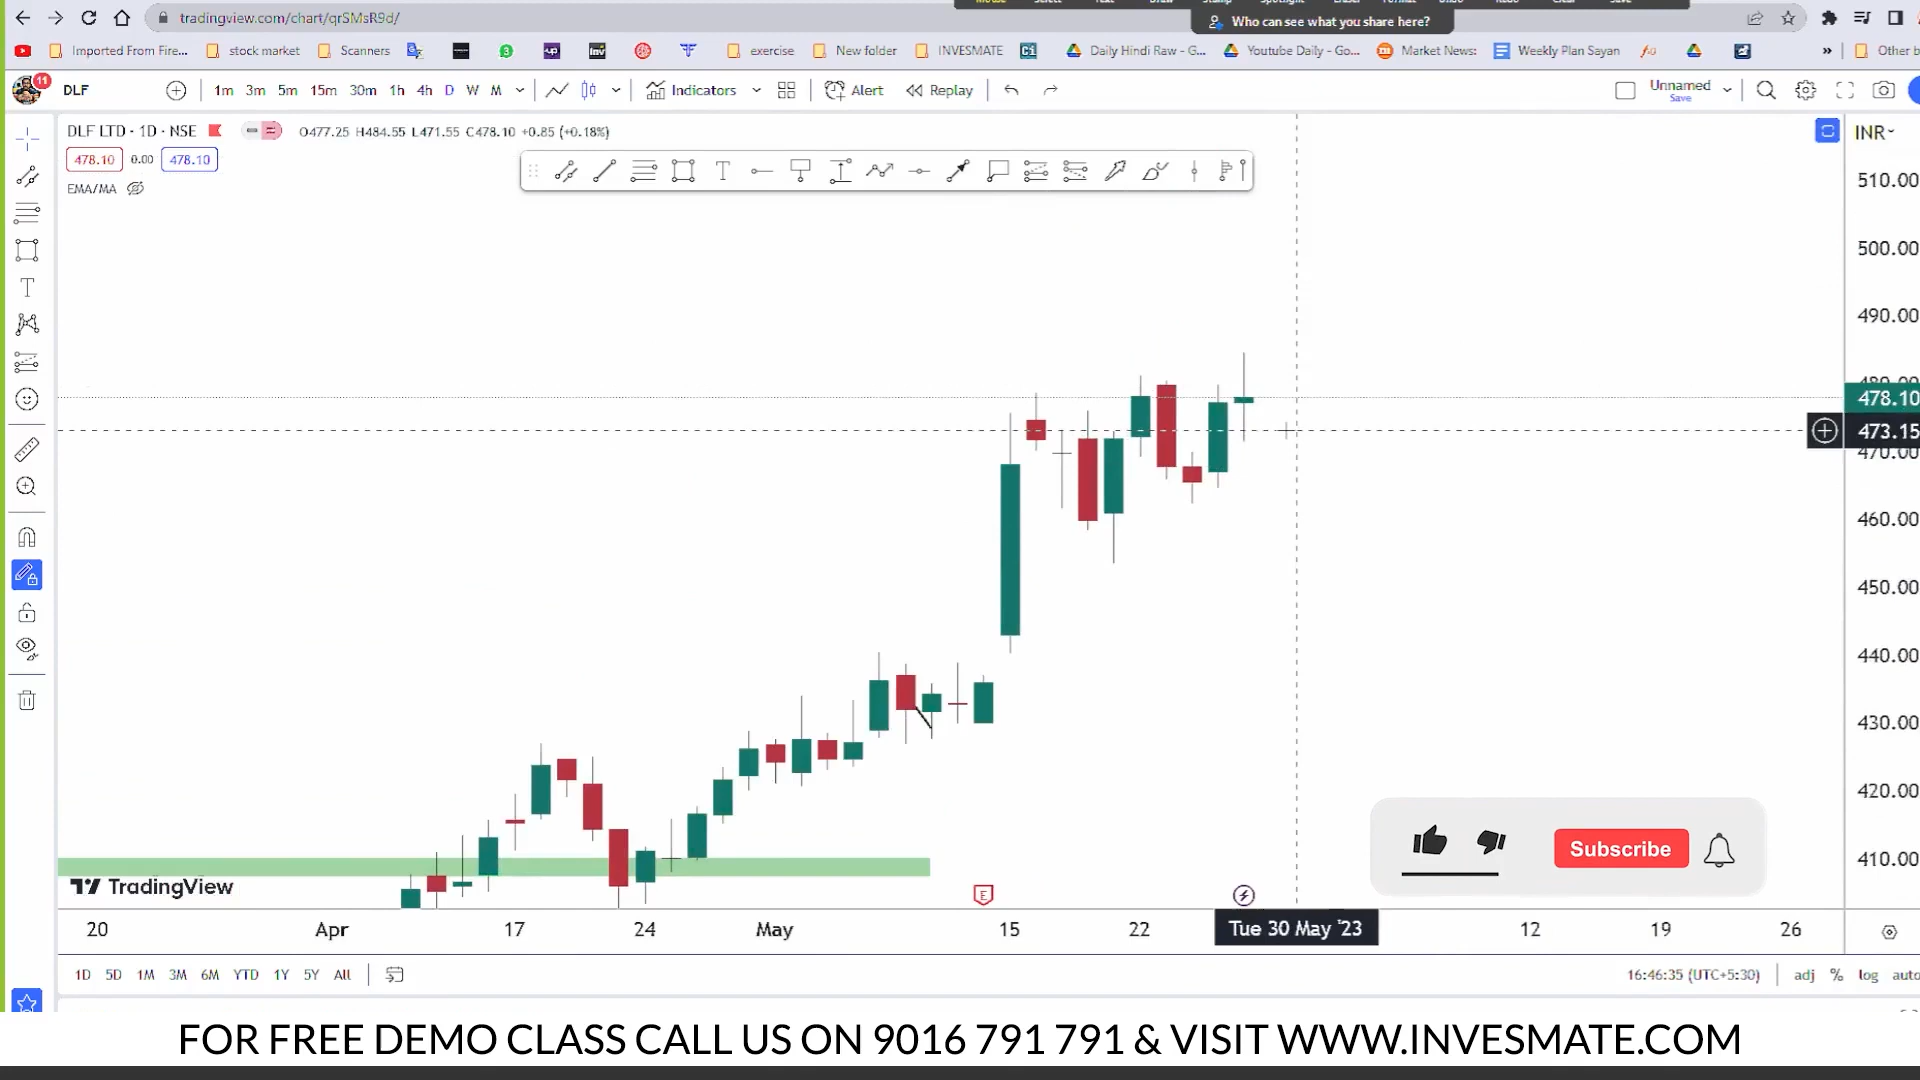 tradingview.com/chart/qrSMsR9d/
Who can see what you share here?
Imported From Fire...
stock market
Scanners
exercise
New folder
INVESMATE
Daily Hindi Raw - G...
Youtube Daily - Go...
Market News:
Weekly Plan Sayan
»
Other b
11
DLF
1m 3m 5m 15m 30m 1h 4h D W M
Indicators
Alert
Replay
Unnamed
Save
DLF LTD · 1D · NSE
O477.25 H484.55 L471.55 C478.10 +0.85 (+0.18%)
INR
478.10 0.00 478.10
EMA/MA
510.00
500.00
490.00
480.00
478.10
473.15
470.00
460.00
450.00
440.00
430.00
420.00
410.00
Subscribe
TradingView
E
20 Apr 17 24 May 15 22 Tue 30 May '23 12 19 26
1D 5D 1M 3M 6M YTD 1Y 5Y All
16:46:35 (UTC+5:30)
adj % log auto
FOR FREE DEMO CLASS CALL US ON 9016 791 791 & VISIT WWW.INVESMATE.COM